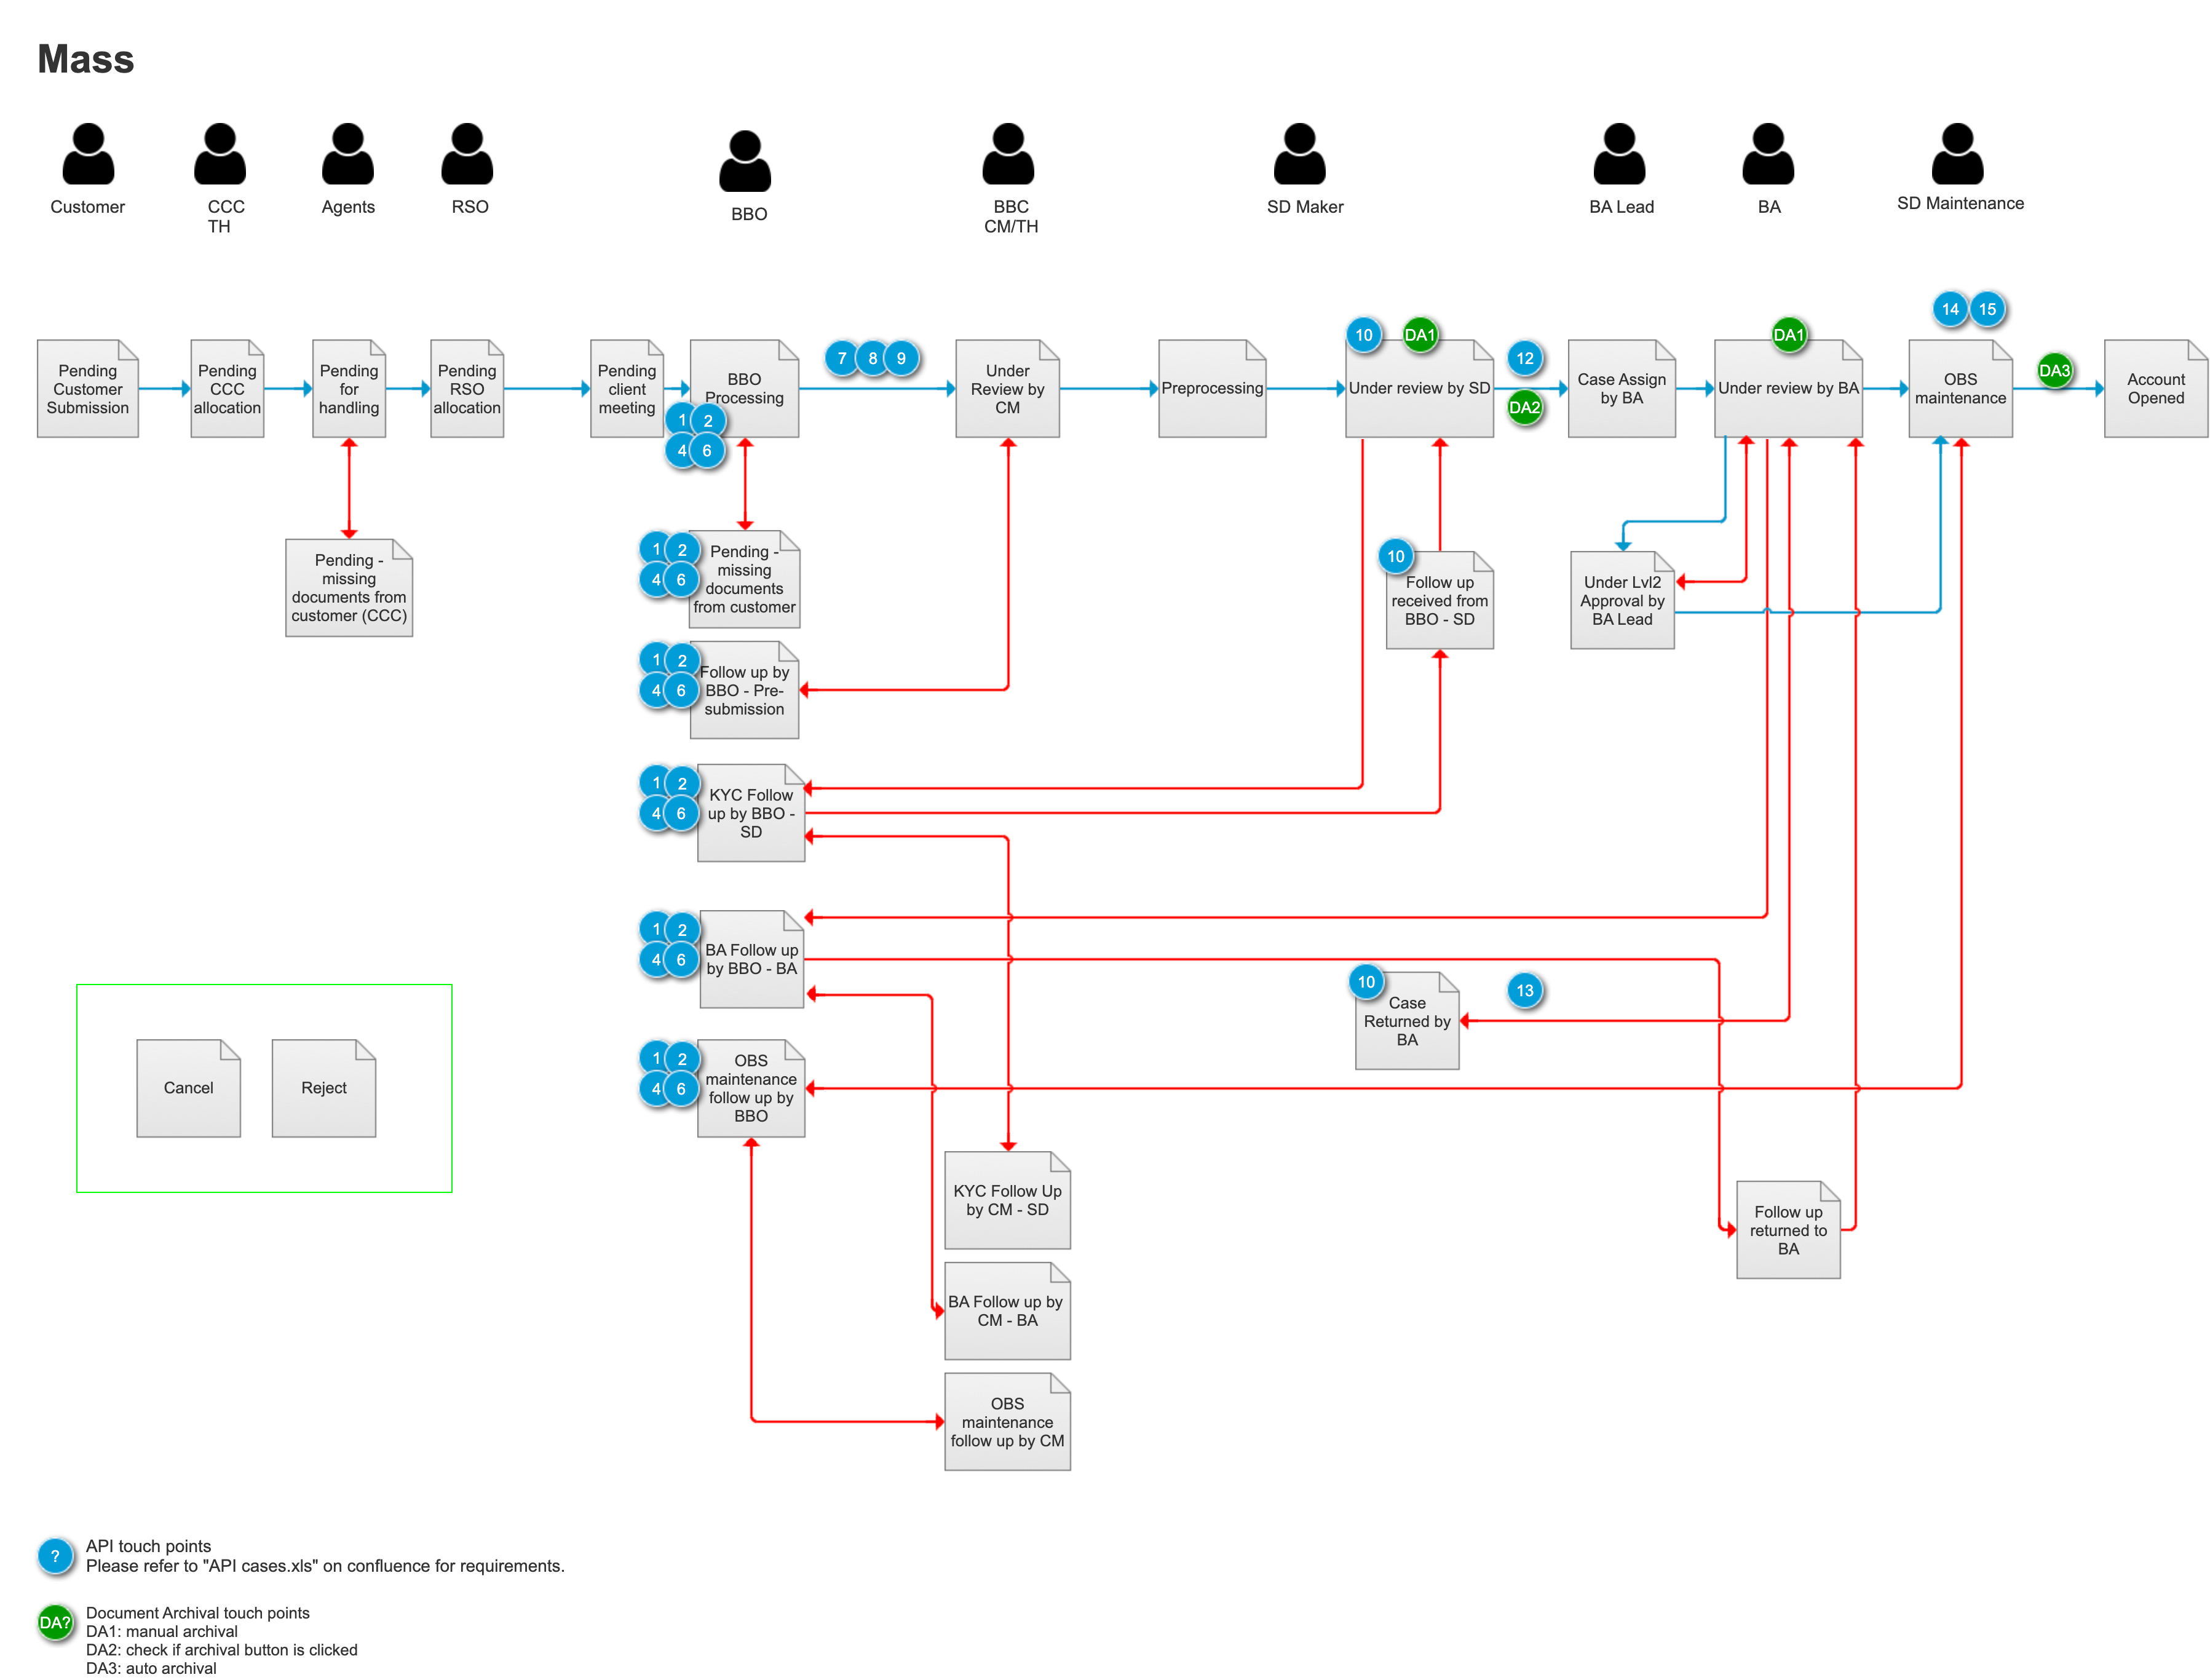 Mass
Customer
CCC
TH
Agents
RSO
BBO
BBC
CM/TH
SD Maker
BA Lead
BA
SD Maintenance
Pending
Customer
Submission
Pending
CCC
allocation
Pending
for
handling
Pending
RSO
allocation
Pending
client
meeting
BBO
Processing
1
2
4
6
7
8
9
Under
Review by
CM
Preprocessing
10
DA1
Under review by SD
12
DA2
Case Assign
by BA
DA1
Under review by BA
14
15
OBS
maintenance
DA3
Account
Opened
Pending -
missing
documents from
customer (CCC)
1
2
4
6
Pending -
missing
documents
from customer
10
Follow up
received from
BBO - SD
Under Lvl2
Approval by
BA Lead
1
2
4
6
Follow up by
BBO - Pre-
submission
1
2
4
6
KYC Follow
up by BBO -
SD
1
2
4
6
BA Follow up
by BBO - BA
10
Case
Returned by
BA
13
1
2
4
6
OBS
maintenance
follow up by
BBO
Cancel
Reject
KYC Follow Up
by CM - SD
Follow up
returned to
BA
BA Follow up by
CM - BA
OBS
maintenance
follow up by CM
?
API touch points
Please refer to "API cases.xls" on confluence for requirements.
DA?
Document Archival touch points
DA1: manual archival
DA2: check if archival button is clicked
DA3: auto archival